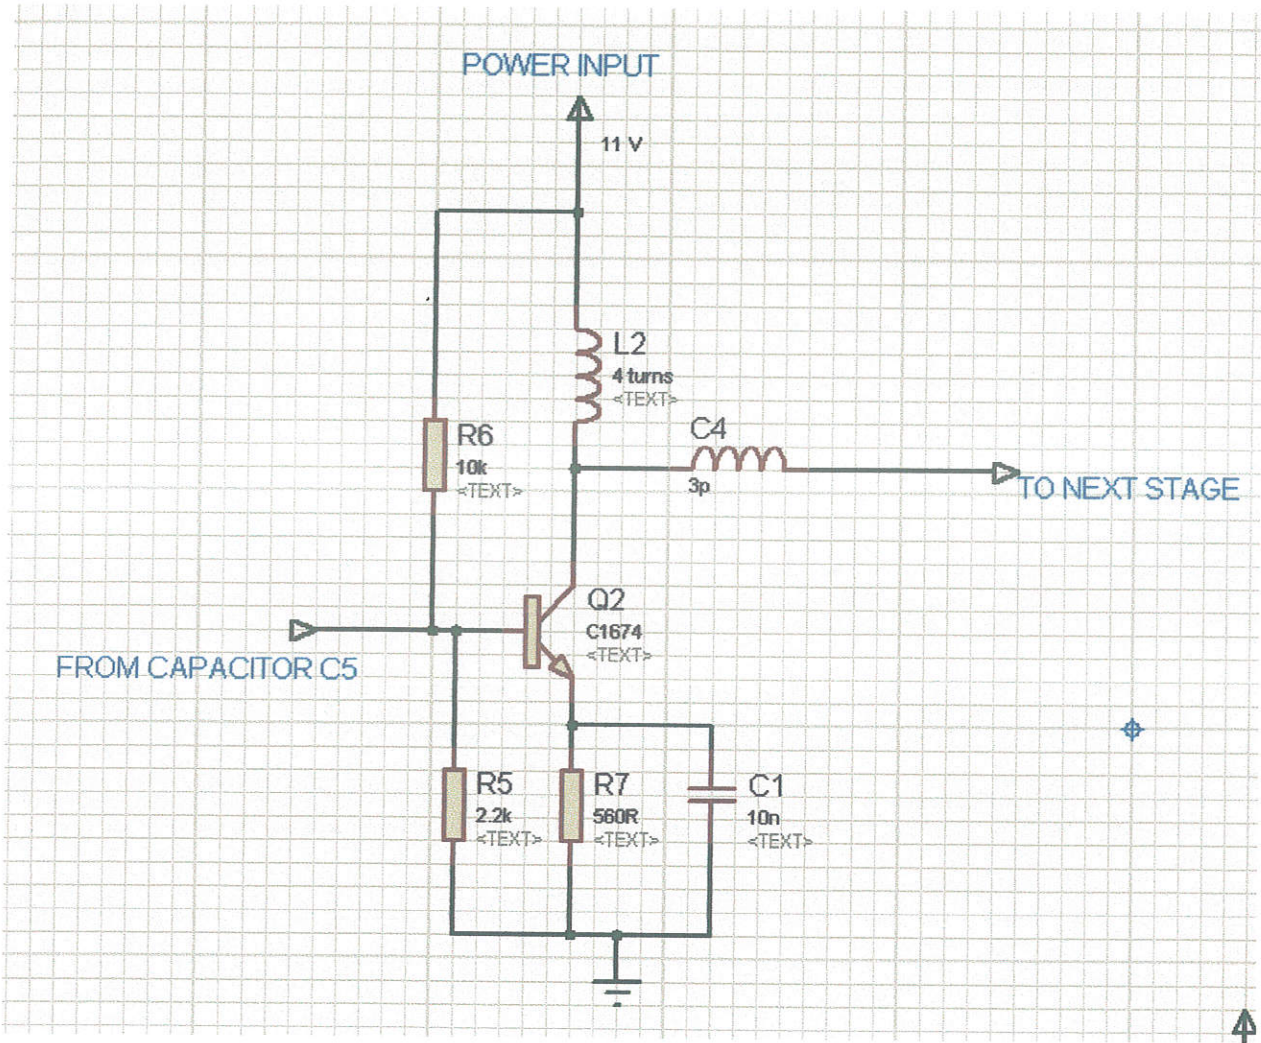 POWER INPUT
11 V
L2
4 turns
<TEXT>
C4
3p
R6
10k
<TEXT>
TO NEXT STAGE
Q2
C1674
<TEXT>
FROM CAPACITOR C5
R5
2.2k
<TEXT>
R7
560R
<TEXT>
C1
10n
<TEXT>